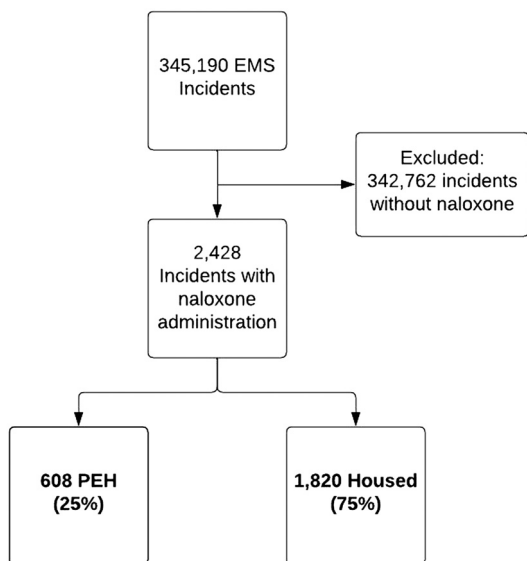 345,190 EMS
Incidents
Excluded:
342,762 incidents
without naloxone
2,428
Incidents with
naloxone
administration
608 PEH
(25%)
1,820 Housed
(75%)